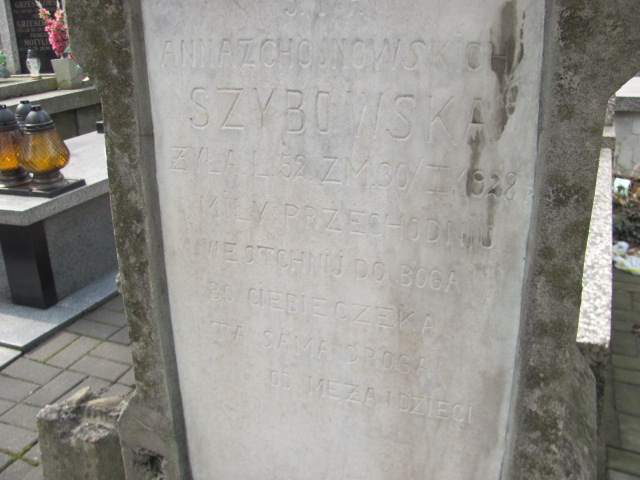 ANNA Z CHOJNOWSKICH
SZYBOWSKA
ŻYŁA L. 52. ZM. 30/I. 1928
MIŁY PRZECHODNIU
WESTCHNIJ DO BOGA
BO CIEBIE CZEKA
TA SAMA DROGA
OD MĘŻA I DZIECI